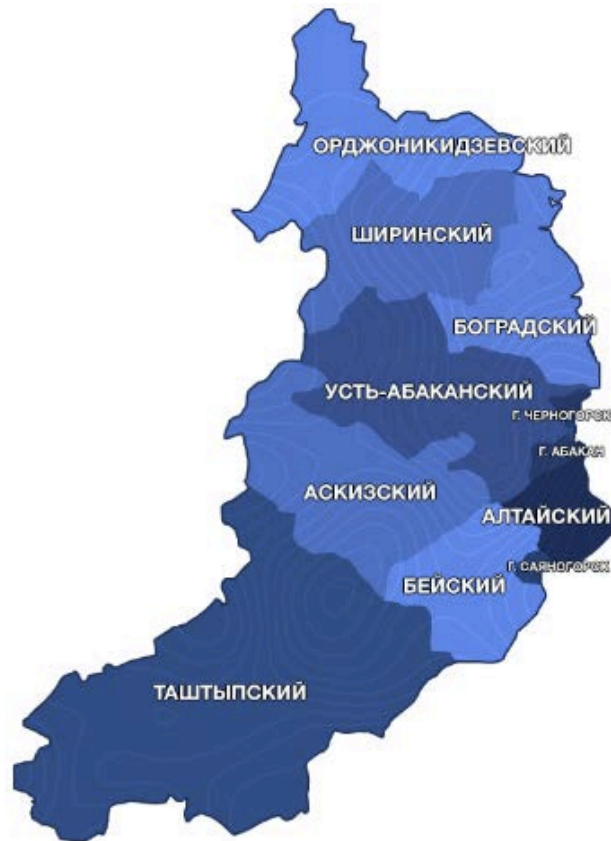 ОРДЖОНИКИДЗЕВСКИЙ
ШИРИНСКИЙ
БОГРАДСКИЙ
УСТЬ-АБАКАНСКИЙ
Г. ЧЕРНОГОРСК
Г. АБАКАН
АСКИЗСКИЙ
АЛТАЙСКИЙ
Г. САЯНОГОРСК
БЕЙСКИЙ
ТАШТЫПСКИЙ